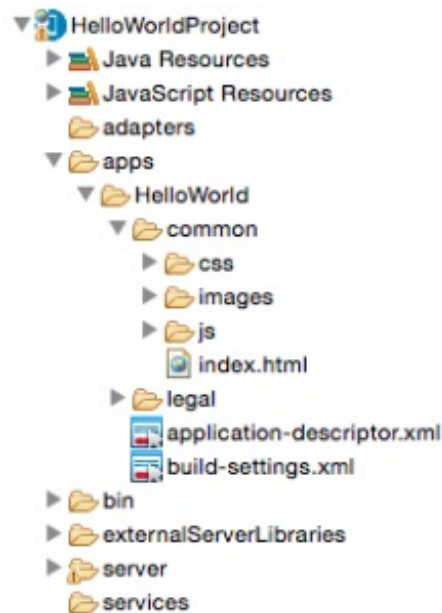 HelloWorldProject
Java Resources
JavaScript Resources
adapters
apps
HelloWorld
common
css
images
js
index.html
legal
application-descriptor.xml
build-settings.xml
bin
externalServerLibraries
server
services